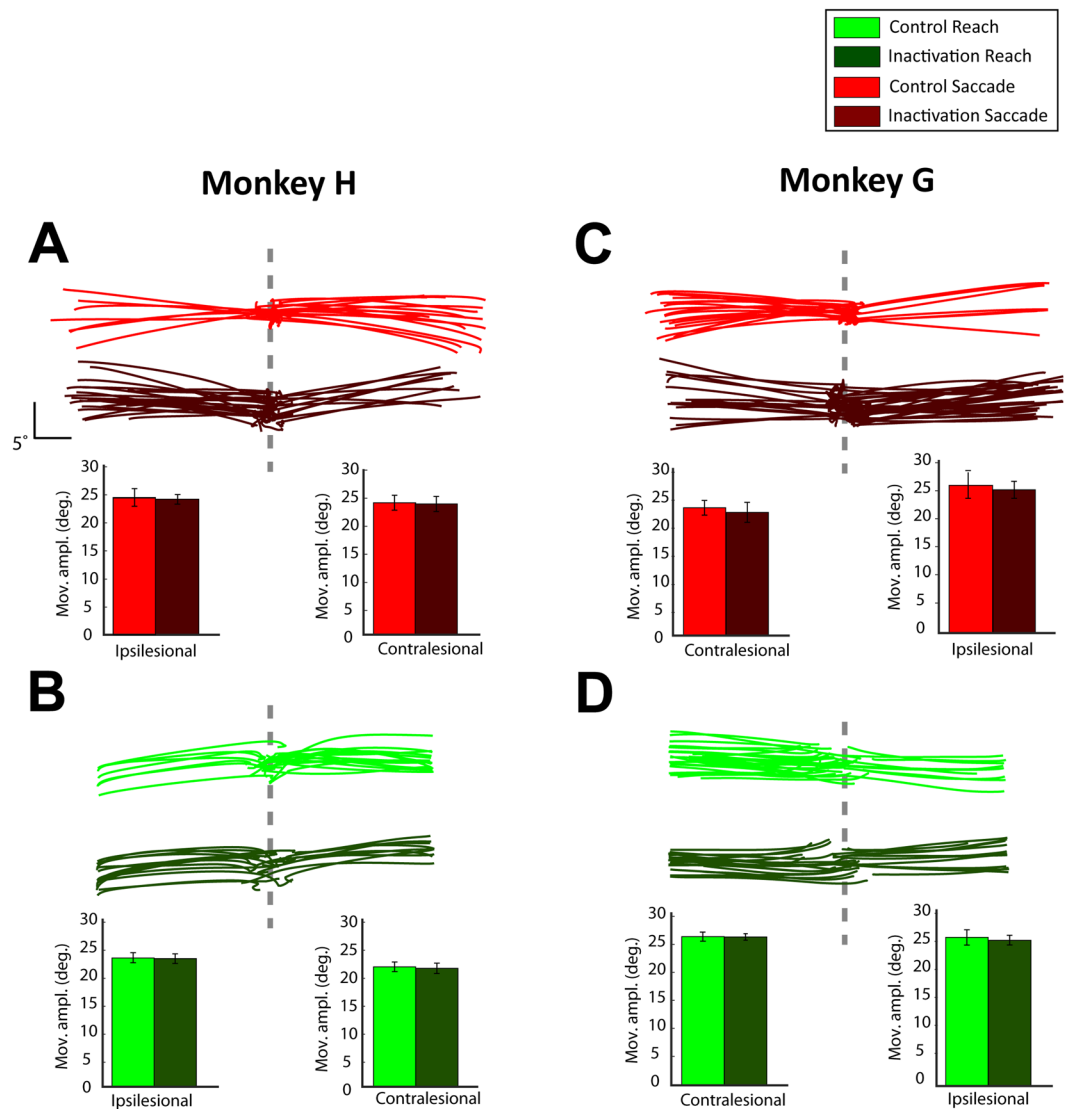 Control Reach
Inactivation Reach
Control Saccade
Inactivation Saccade
Monkey H
Monkey G
A
C
5°
30
25
20
15
10
5
0
Mov. ampl. (deg.)
Ipsilesional
30
25
20
15
10
5
0
Mov. ampl. (deg.)
Contralesional
30
25
20
15
10
5
0
Mov. ampl. (deg.)
Contralesional
30
25
20
15
10
5
0
Mov. ampl. (deg.)
Ipsilesional
B
D
30
25
20
15
10
5
0
Mov. ampl. (deg.)
Ipsilesional
30
25
20
15
10
5
0
Mov. ampl. (deg.)
Contralesional
30
25
20
15
10
5
0
Mov. ampl. (deg.)
Contralesional
30
25
20
15
10
5
0
Mov. ampl. (deg.)
Ipsilesional